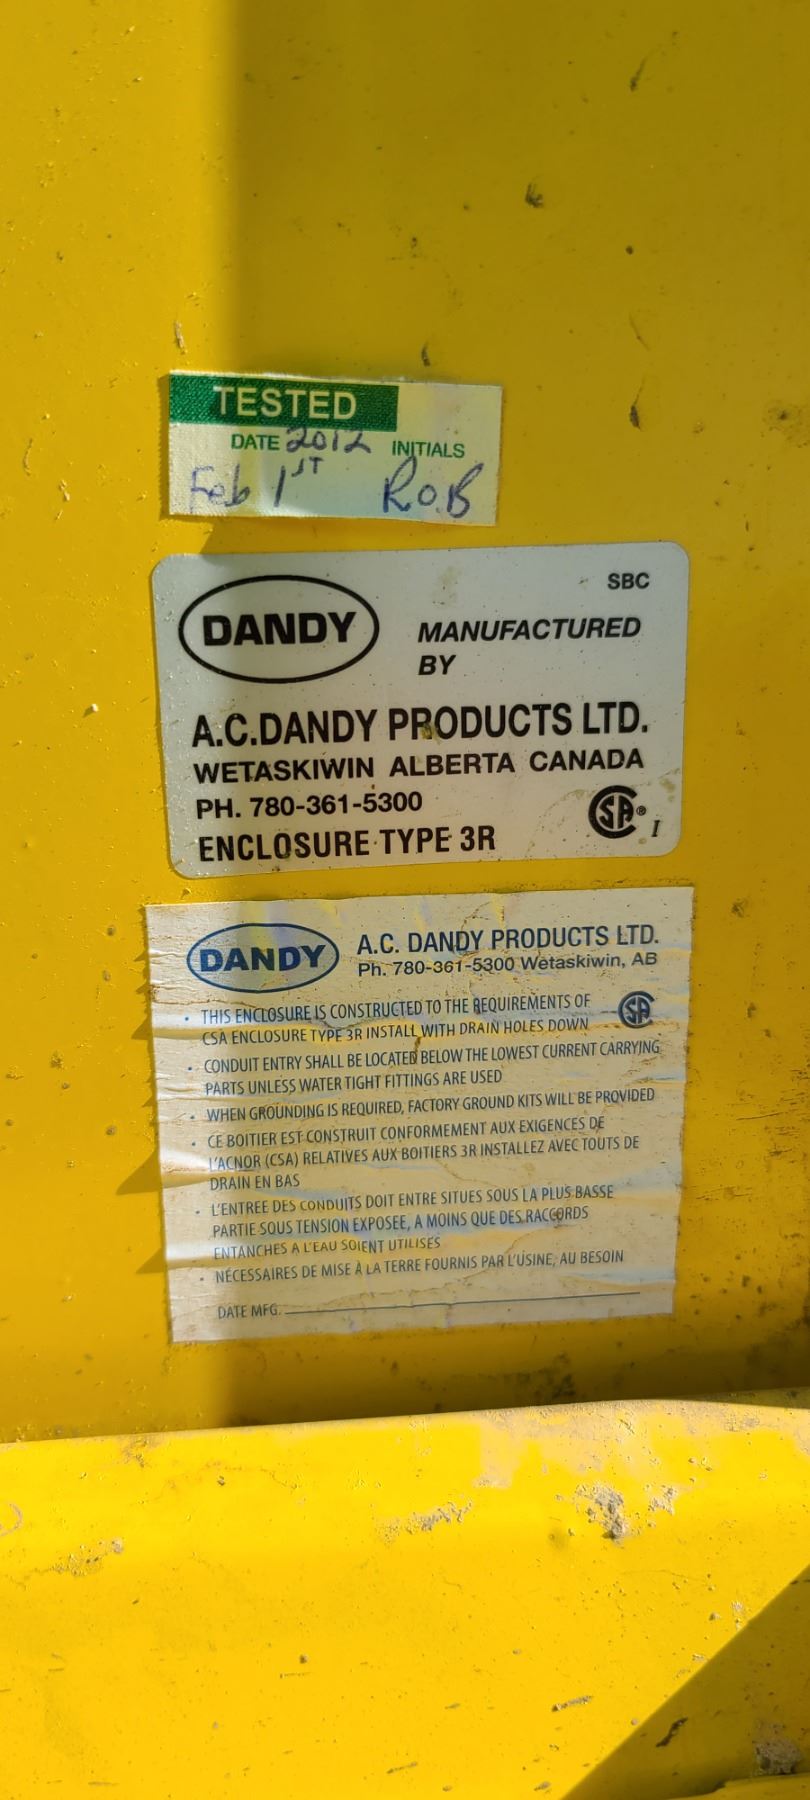 TESTED
DATE 2012 INITIALS
Feb 1ST R.O.B
SBC
DANDY MANUFACTURED
BY
A.C.DANDY PRODUCTS LTD.
WETASKIWIN ALBERTA CANADA
PH. 780-361-5300
ENCLOSURE TYPE 3R
CSA® I
DANDY A.C. DANDY PRODUCTS LTD.
Ph. 780-361-5300 Wetaskiwin, AB
• THIS ENCLOSURE IS CONSTRUCTED TO THE REQUIREMENTS OF
CSA ENCLOSURE TYPE 3R INSTALL WITH DRAIN HOLES DOWN CSA
• CONDUIT ENTRY SHALL BE LOCATED BELOW THE LOWEST CURRENT CARRYING
PARTS UNLESS WATER TIGHT FITTINGS ARE USED
• WHEN GROUNDING IS REQUIRED, FACTORY GROUND KITS WILL BE PROVIDED
• CE BOITIER EST CONSTRUIT CONFORMEMENT AUX EXIGENCES DE
L'ACNOR (CSA) RELATIVES AUX BOITIERS 3R INSTALLEZ AVEC TOUTS DE
DRAIN EN BAS
• L'ENTREE DES CONDUITS DOIT ENTRE SITUES SOUS LA PLUS BASSE
PARTIE SOUS TENSION EXPOSEE, A MOINS QUE DES RACCORDS
ENTANCHES A L'EAU SOIENT UTILISES
• NÉCESSAIRES DE MISE À LA TERRE FOURNIS PAR L'USINE, AU BESOIN
DATE MFG.